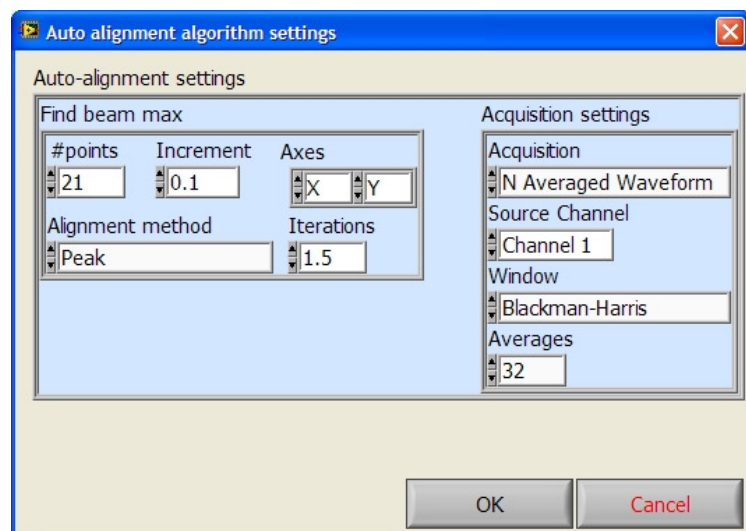 Auto alignment algorithm settings
Auto-alignment settings
Find beam max
#points Increment Axes
21 0.1 X Y
Alignment method Iterations
Peak 1.5
Acquisition settings
Acquisition
N Averaged Waveform
Source Channel
Channel 1
Window
Blackman-Harris
Averages
32
OK Cancel